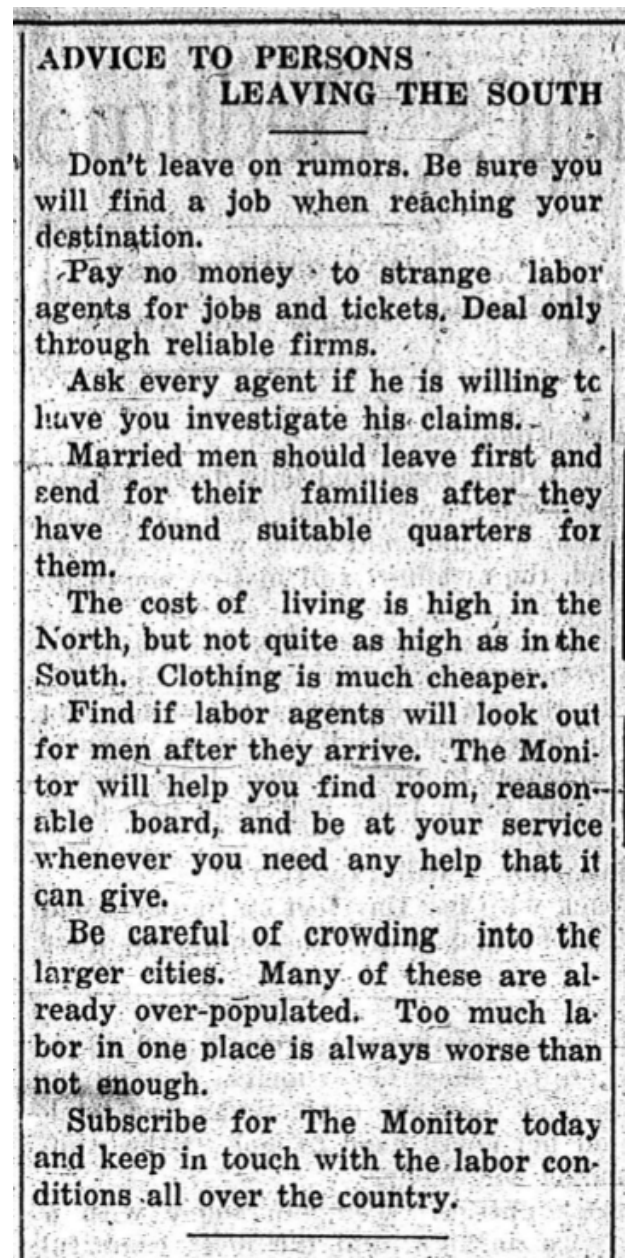 ADVICE TO PERSONS
LEAVING THE SOUTH
Don't leave on rumors. Be sure you
will find a job when reaching your
destination.
Pay no money to strange labor
agents for jobs and tickets. Deal only
through reliable firms.
Ask every agent if he is willing to
have you investigate his claims.
Married men should leave first and
send for their families after they
have found suitable quarters for
them.
The cost of living is high in the
North, but not quite as high as in the
South. Clothing is much cheaper.
Find if labor agents will look out
for men after they arrive. The Moni-
tor will help you find room, reason-
able board, and be at your service
whenever you need any help that it
can give.
Be careful of crowding into the
larger cities. Many of these are al-
ready over-populated. Too much la-
bor in one place is always worse than
not enough.
Subscribe for The Monitor today
and keep in touch with the labor con-
ditions all over the country.